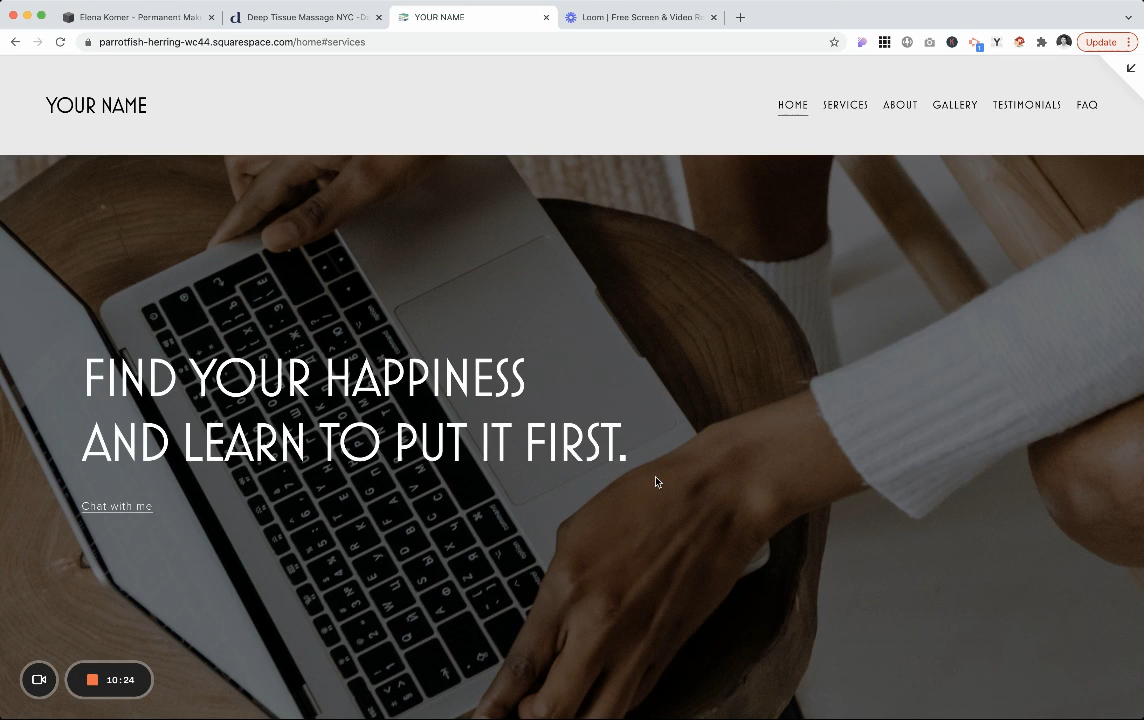 Elena Korner - Permanent Mak
Deep Tissue Massage NYC -D
YOUR NAME
Loom | Free Screen & Video R
parrotfish-herring-wc44.squarespace.com/home#services
Update
YOUR NAME
HOME SERVICES ABOUT GALLERY TESTIMONIALS FAQ
FIND YOUR HAPPINESS
AND LEARN TO PUT IT FIRST.
Chat with me
10:24